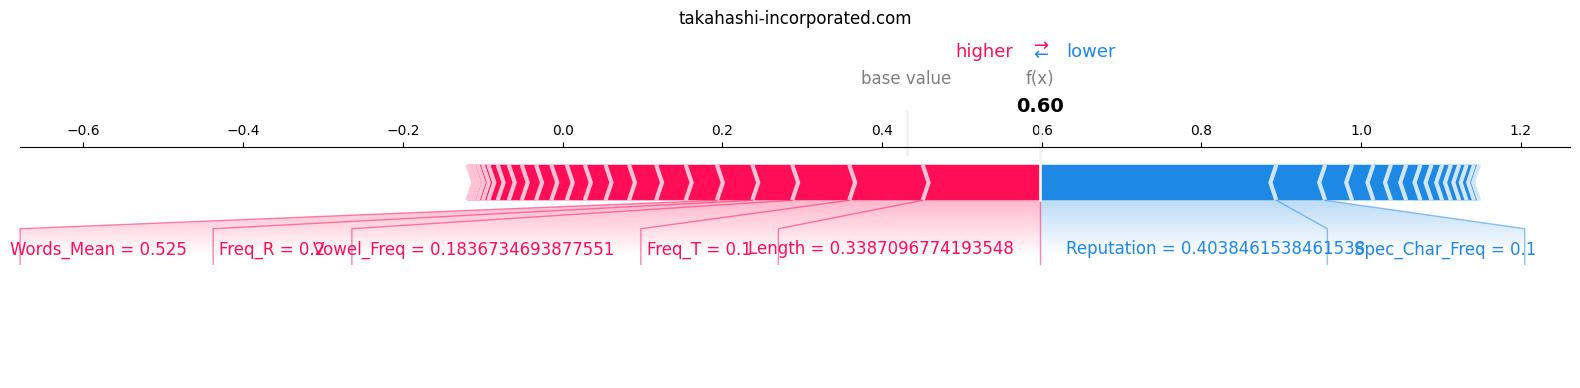 takahashi-incorporated.com
higher ⇄ lower
base value f(x)
0.60
−0.6 −0.4 −0.2 0.0 0.2 0.4 0.6 0.8 1.0 1.2
Words_Mean = 0.525 Freq_R = 0.2 Vowel_Freq = 0.1836734693877551 Freq_T = 0.1 Length = 0.3387096774193548 Reputation = 0.4038461538461538 Spec_Char_Freq = 0.1